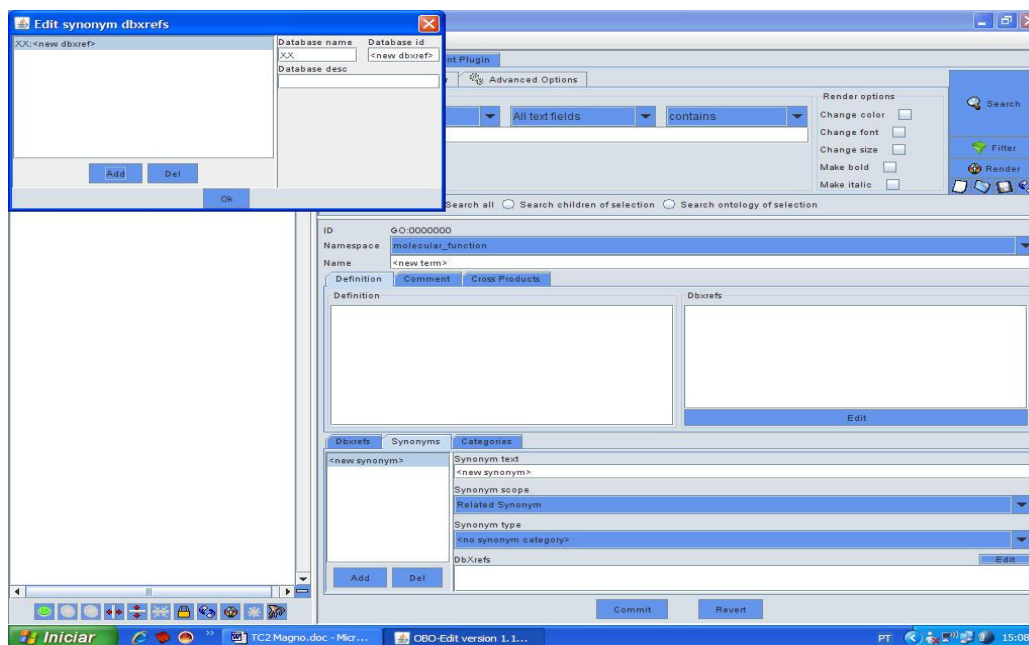 Edit synonym dbxrefs
XX:<new dbxref>
Database name Database id
XX <new dbxref>
Database desc
Add Del
Ok
nt Plugin
Advanced Options
All text fields contains
Render options
Change color
Change font
Change size
Make bold
Make italic
Search
Filter
Render
Search all Search children of selection Search ontology of selection
ID GO:0000000
Namespace molecular_function
Name <new term>
Definition Comment Cross Products
Definition Dbxrefs
Edit
Dbxrefs Synonyms Categories
<new synonym>
Synonym text
<new synonym>
Synonym scope
Related Synonym
Synonym type
<no synonym category>
DbXrefs Edit
Add Del
Commit Revert
Iniciar TC2 Magno.doc - Micr... OBO-Edit version 1.1... PT 15:08